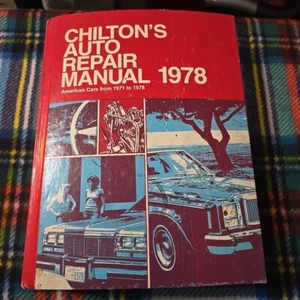 CHILTON'S
AUTO
REPAIR
MANUAL 1978
American Cars from 1971 to 1978